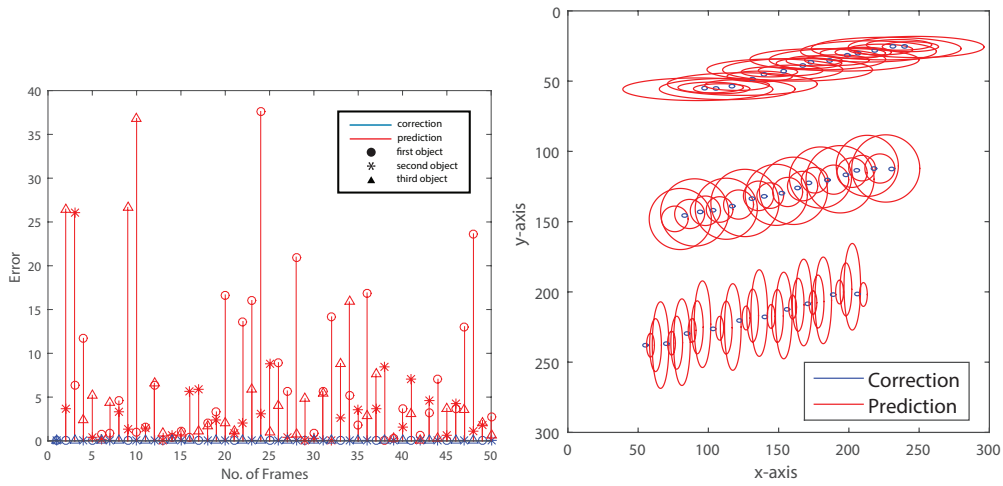 40
35
30
25
20
15
10
5
0
Error
0 5 10 15 20 25 30 35 40 45 50
No. of Frames
correction
prediction
first object
second object
third object
0
50
100
150
200
250
300
y-axis
0 50 100 150 200 250 300
x-axis
Correction
Prediction